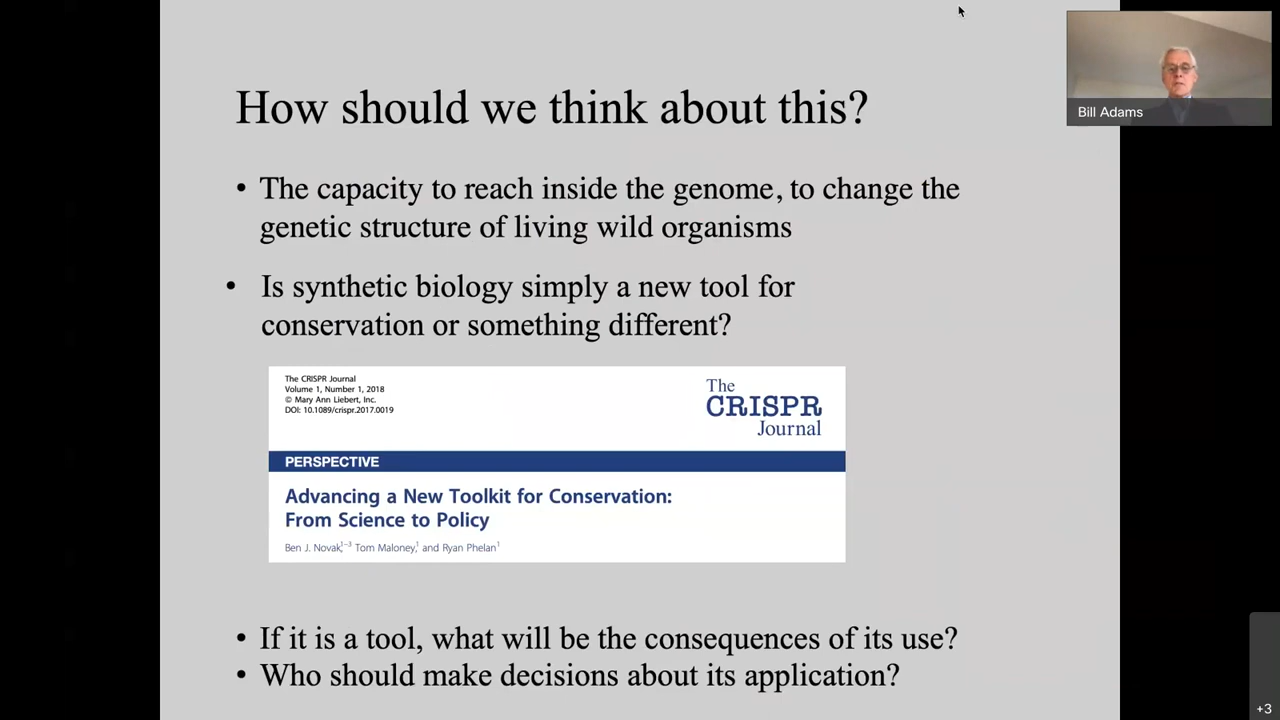 How should we think about this?
Bill Adams
• The capacity to reach inside the genome, to change the
genetic structure of living wild organisms
• Is synthetic biology simply a new tool for
conservation or something different?
The CRISPR Journal
Volume 1, Number 1, 2018
© Mary Ann Liebert, Inc.
DOI: 10.1089/crispr.2017.0019
The
CRISPR
Journal
PERSPECTIVE
Advancing a New Toolkit for Conservation:
From Science to Policy
Ben J. Novak,1–3 Tom Maloney,1 and Ryan Phelan1
• If it is a tool, what will be the consequences of its use?
• Who should make decisions about its application?
+3